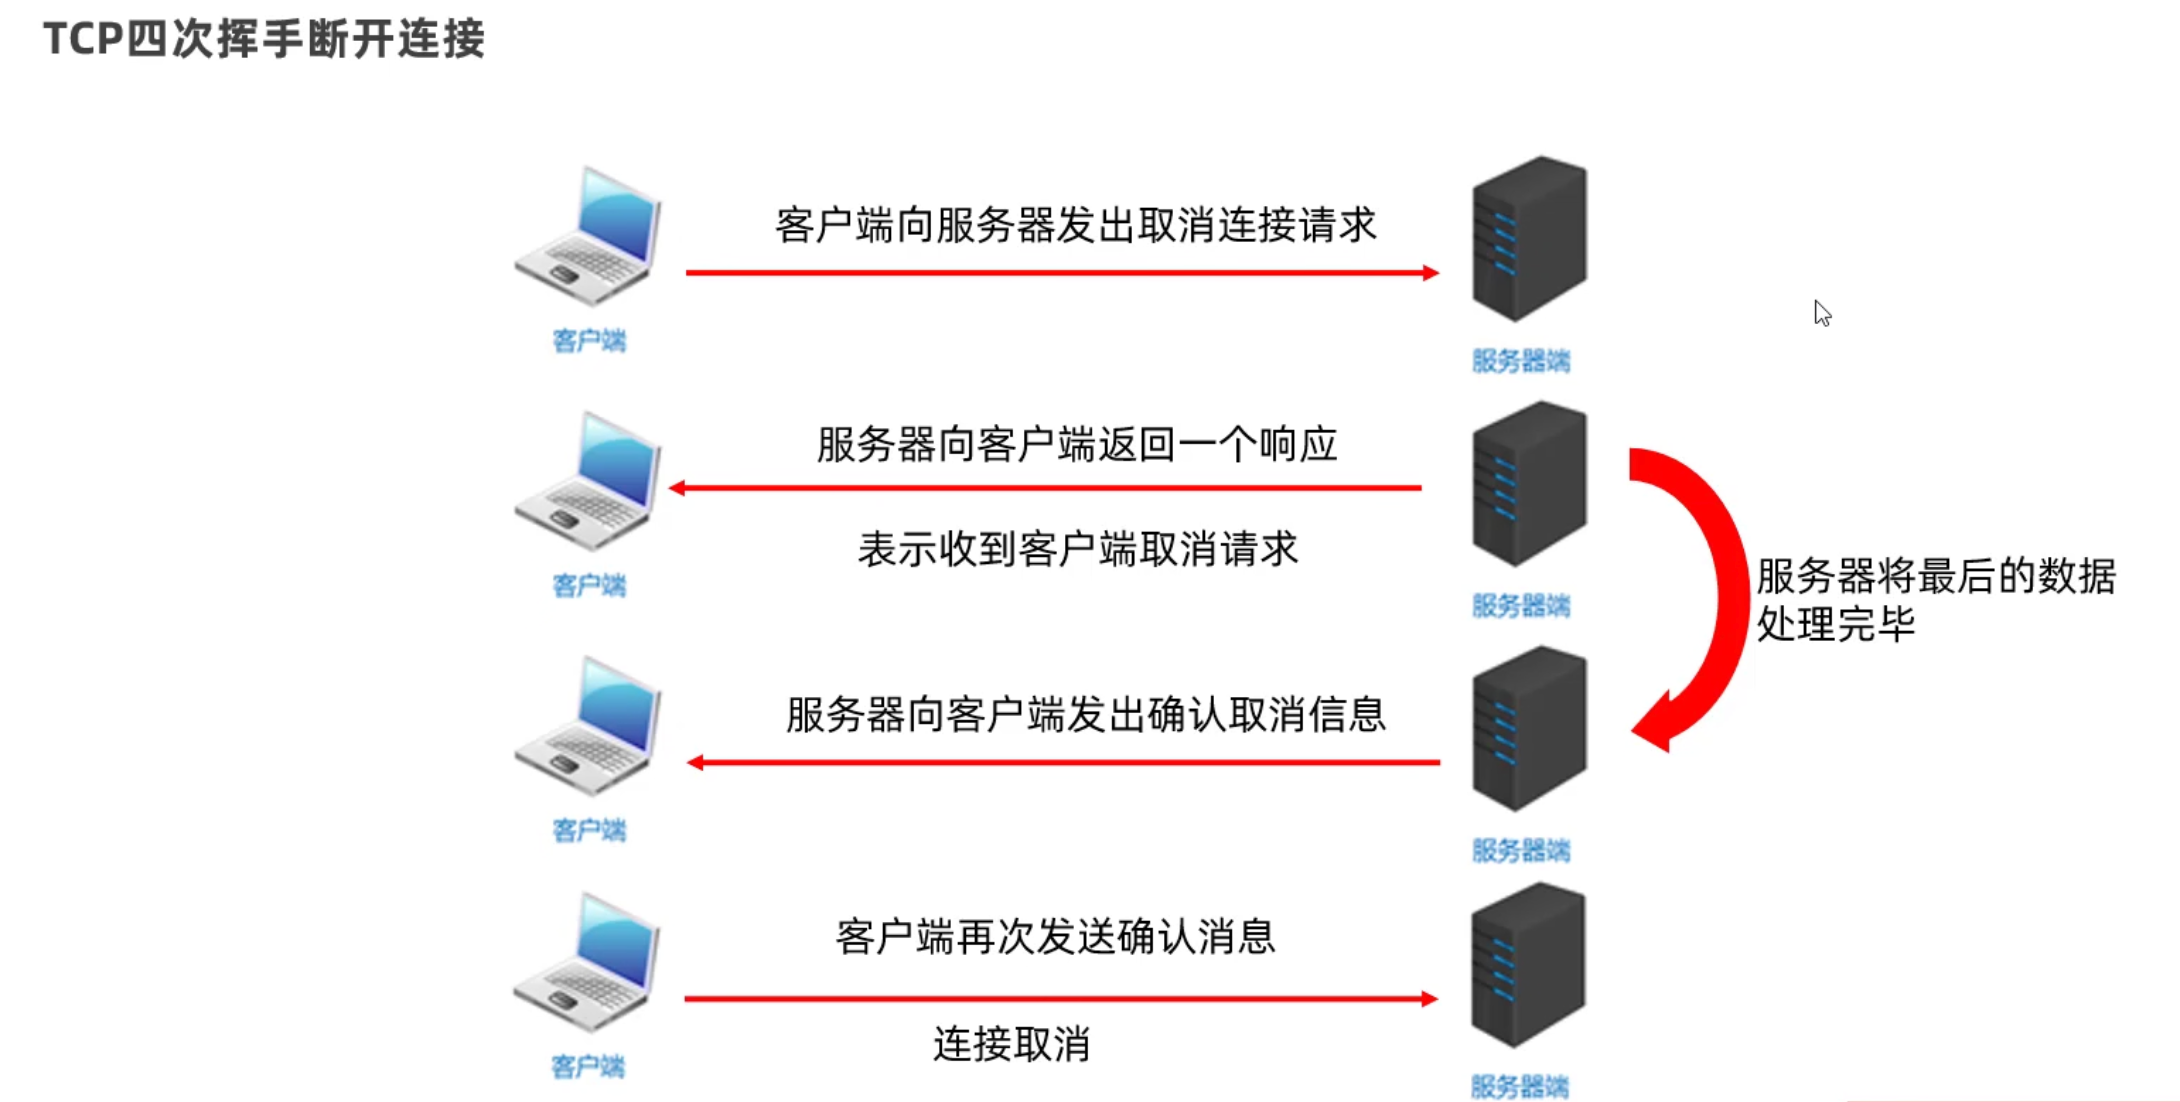 TCP四次挥手断开连接
客户端向服务器发出取消连接请求
客户端
服务器端
服务器向客户端返回一个响应
表示收到客户端取消请求
客户端
服务器端
服务器将最后的数据
处理完毕
服务器向客户端发出确认取消信息
客户端
服务器端
客户端再次发送确认消息
连接取消
客户端
服务器端